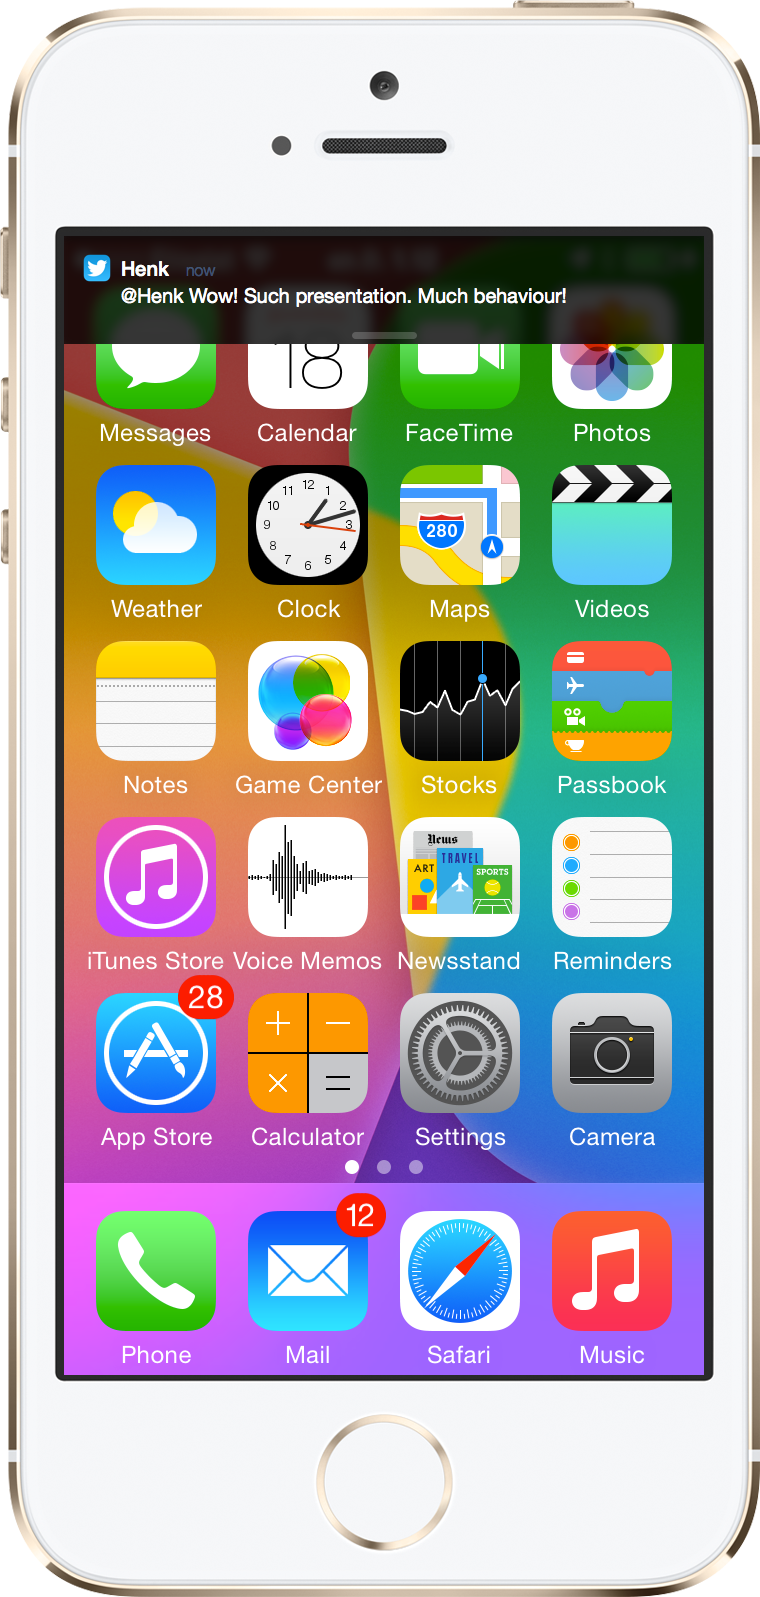 Henk now
@Henk Wow! Such presentation. Much behaviour!
18
Messages Calendar FaceTime Photos
12 1 2 3 4 5 6 7 8 9 10 11
280
Weather Clock Maps Videos
Notes Game Center Stocks Passbook
News
TRAVEL
ART
SPORTS
iTunes Store Voice Memos Newsstand Reminders
28
App Store Calculator Settings Camera
12
Phone Mail Safari Music